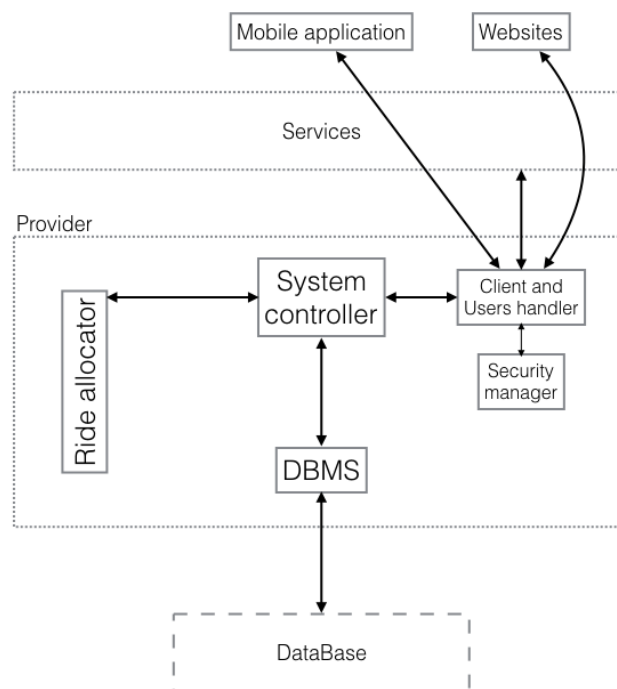 Mobile application
Websites
Services
Provider
System
controller
Client and
Users handler
Ride allocator
Security
manager
DBMS
DataBase